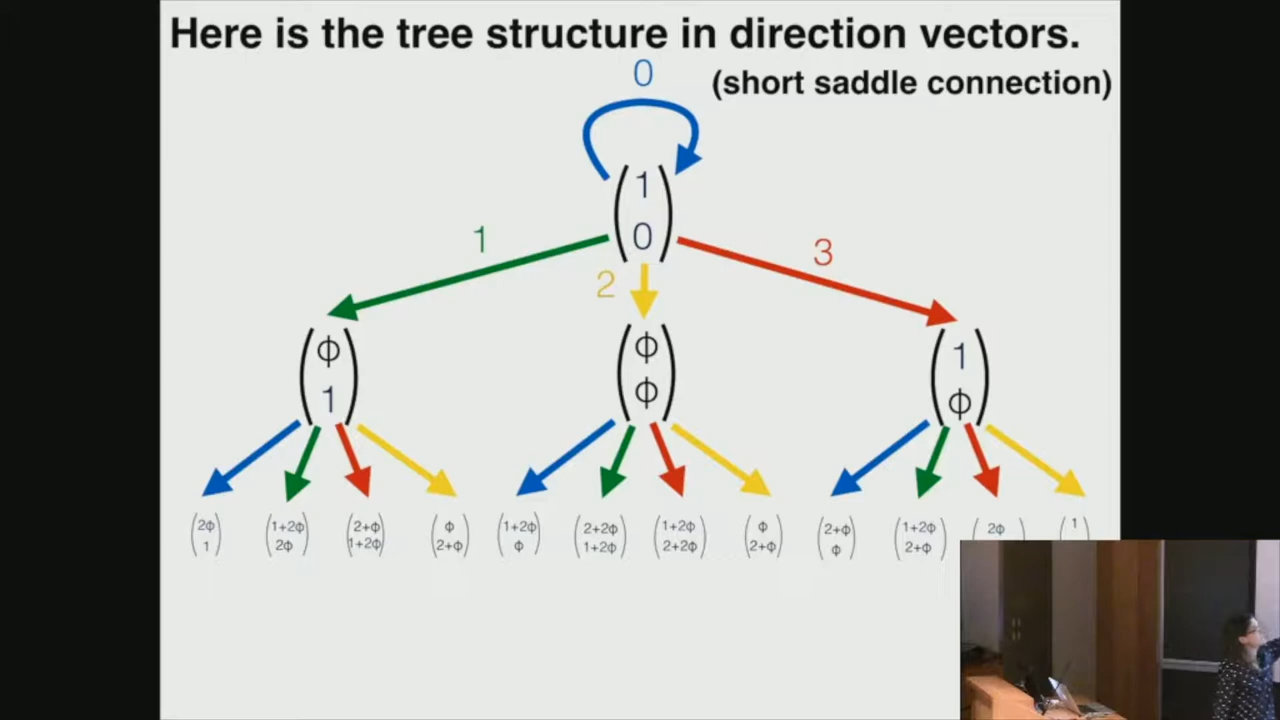 Here is the tree structure in direction vectors.
(short saddle connection)
0
1
0
1
2
3
ϕ
1
ϕ
ϕ
1
ϕ
2ϕ
1
1+2ϕ
2ϕ
2+ϕ
1+2ϕ
ϕ
2+ϕ
1+2ϕ
ϕ
2+2ϕ
1+2ϕ
1+2ϕ
2+2ϕ
ϕ
2+ϕ
2+ϕ
ϕ
1+2ϕ
2+ϕ
2ϕ
1